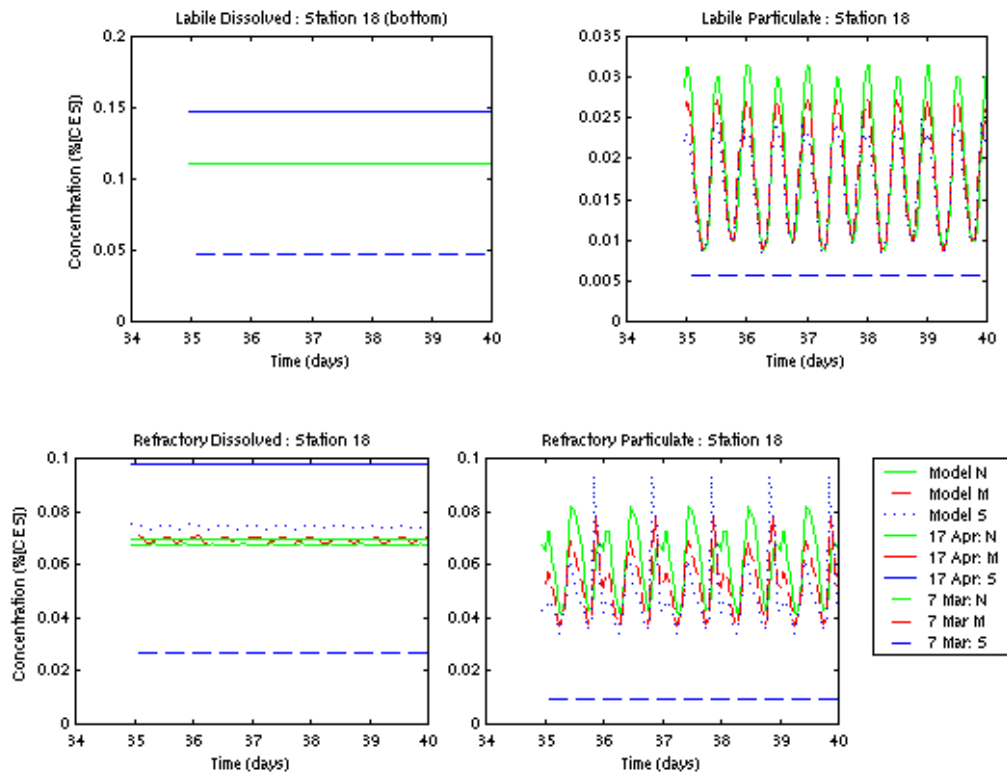 Labile Dissolved : Station 18 (bottom)
Labile Particulate : Station 18
0.2
0.15
0.1
0.05
0
Concentration (%[C E 5])
34 35 36 37 38 39 40
Time (days)
0.035
0.03
0.025
0.02
0.015
0.01
0.005
0
34 35 36 37 38 39 40
Time (days)
Refractory Dissolved : Station 18
Refractory Particulate : Station 18
0.1
0.08
0.06
0.04
0.02
0
Concentration (%[C E 5])
34 35 36 37 38 39 40
Time (days)
0.1
0.08
0.06
0.04
0.02
0
34 35 36 37 38 39 40
Time (days)
Model N
Model M
Model S
17 Apr: N
17 Apr: M
17 Apr: S
7 Mar: N
7 Mar: M
7 Mar: S